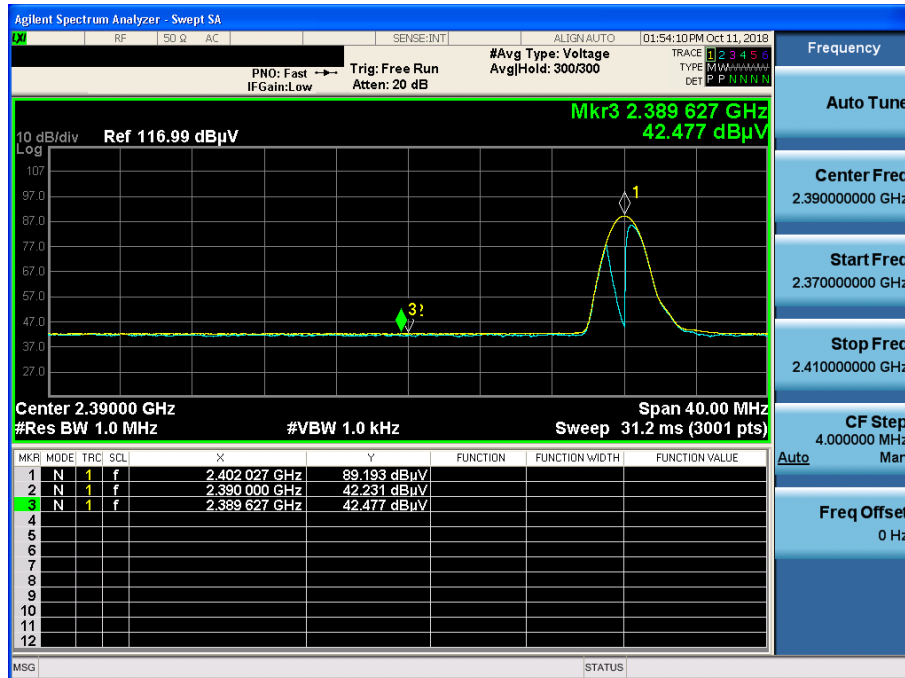 Agilent Spectrum Analyzer - Swept SA
LXI RF 50 Ω AC SENSE:INT ALIGN AUTO 01:54:10 PM Oct 11, 2018
Frequency
PNO: Fast
IFGain:Low
Trig: Free Run
Atten: 20 dB
#Avg Type: Voltage
Avg|Hold: 300/300
TRACE 1 2 3 4 5 6
TYPE MWWWWW
DET P P N N N N
Auto Tune
Mkr3 2.389 627 GHz
42.477 dBµV
10 dB/div Ref 116.99 dBµV
Log
107
97.0
87.0
77.0
67.0
57.0
47.0
37.0
27.0
1
3
2
Center Freq
2.390000000 GHz
Start Freq
2.370000000 GHz
Stop Freq
2.410000000 GHz
CF Step
4.000000 MHz
Auto Man
Freq Offset
0 Hz
Center 2.39000 GHz Span 40.00 MHz
#Res BW 1.0 MHz #VBW 1.0 kHz Sweep 31.2 ms (3001 pts)
MKR MODE TRC SCL X Y FUNCTION FUNCTION WIDTH FUNCTION VALUE
1 N 1 f 2.402 027 GHz 89.193 dBµV
2 N 1 f 2.390 000 GHz 42.231 dBµV
3 N 1 f 2.389 627 GHz 42.477 dBµV
4
5
6
7
8
9
10
11
12
MSG STATUS